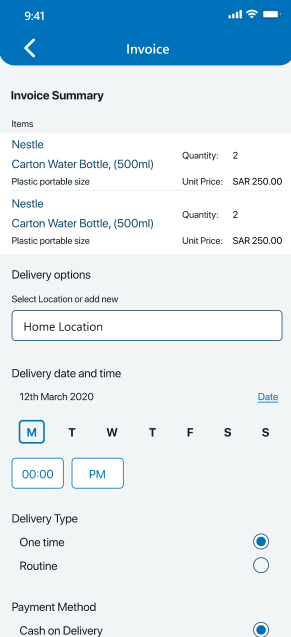 9:41
Invoice
Invoice Summary
Items
Nestle
Carton Water Bottle, (500ml)
Quantity: 2
Plastic portable size
Unit Price: SAR 250.00
Nestle
Carton Water Bottle, (500ml)
Quantity: 2
Plastic portable size
Unit Price: SAR 250.00
Delivery options
Select Location or add new
Home Location
Delivery date and time
12th March 2020 Date
M T W T F S S
00:00 PM
Delivery Type
One time
Routine
Payment Method
Cash on Delivery